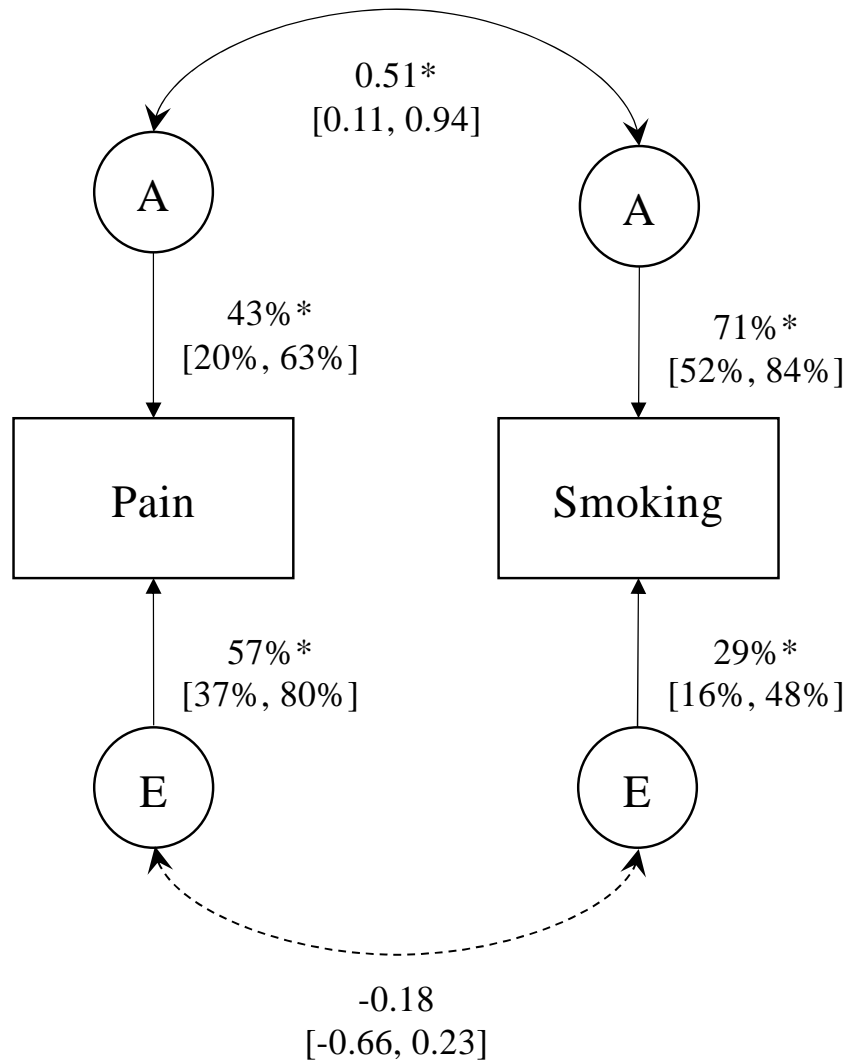 0.51*
[0.11, 0.94]
A
A
43%*
[20%, 63%]
71%*
[52%, 84%]
Pain
Smoking
57%*
[37%, 80%]
29%*
[16%, 48%]
E
E
-0.18
[-0.66, 0.23]